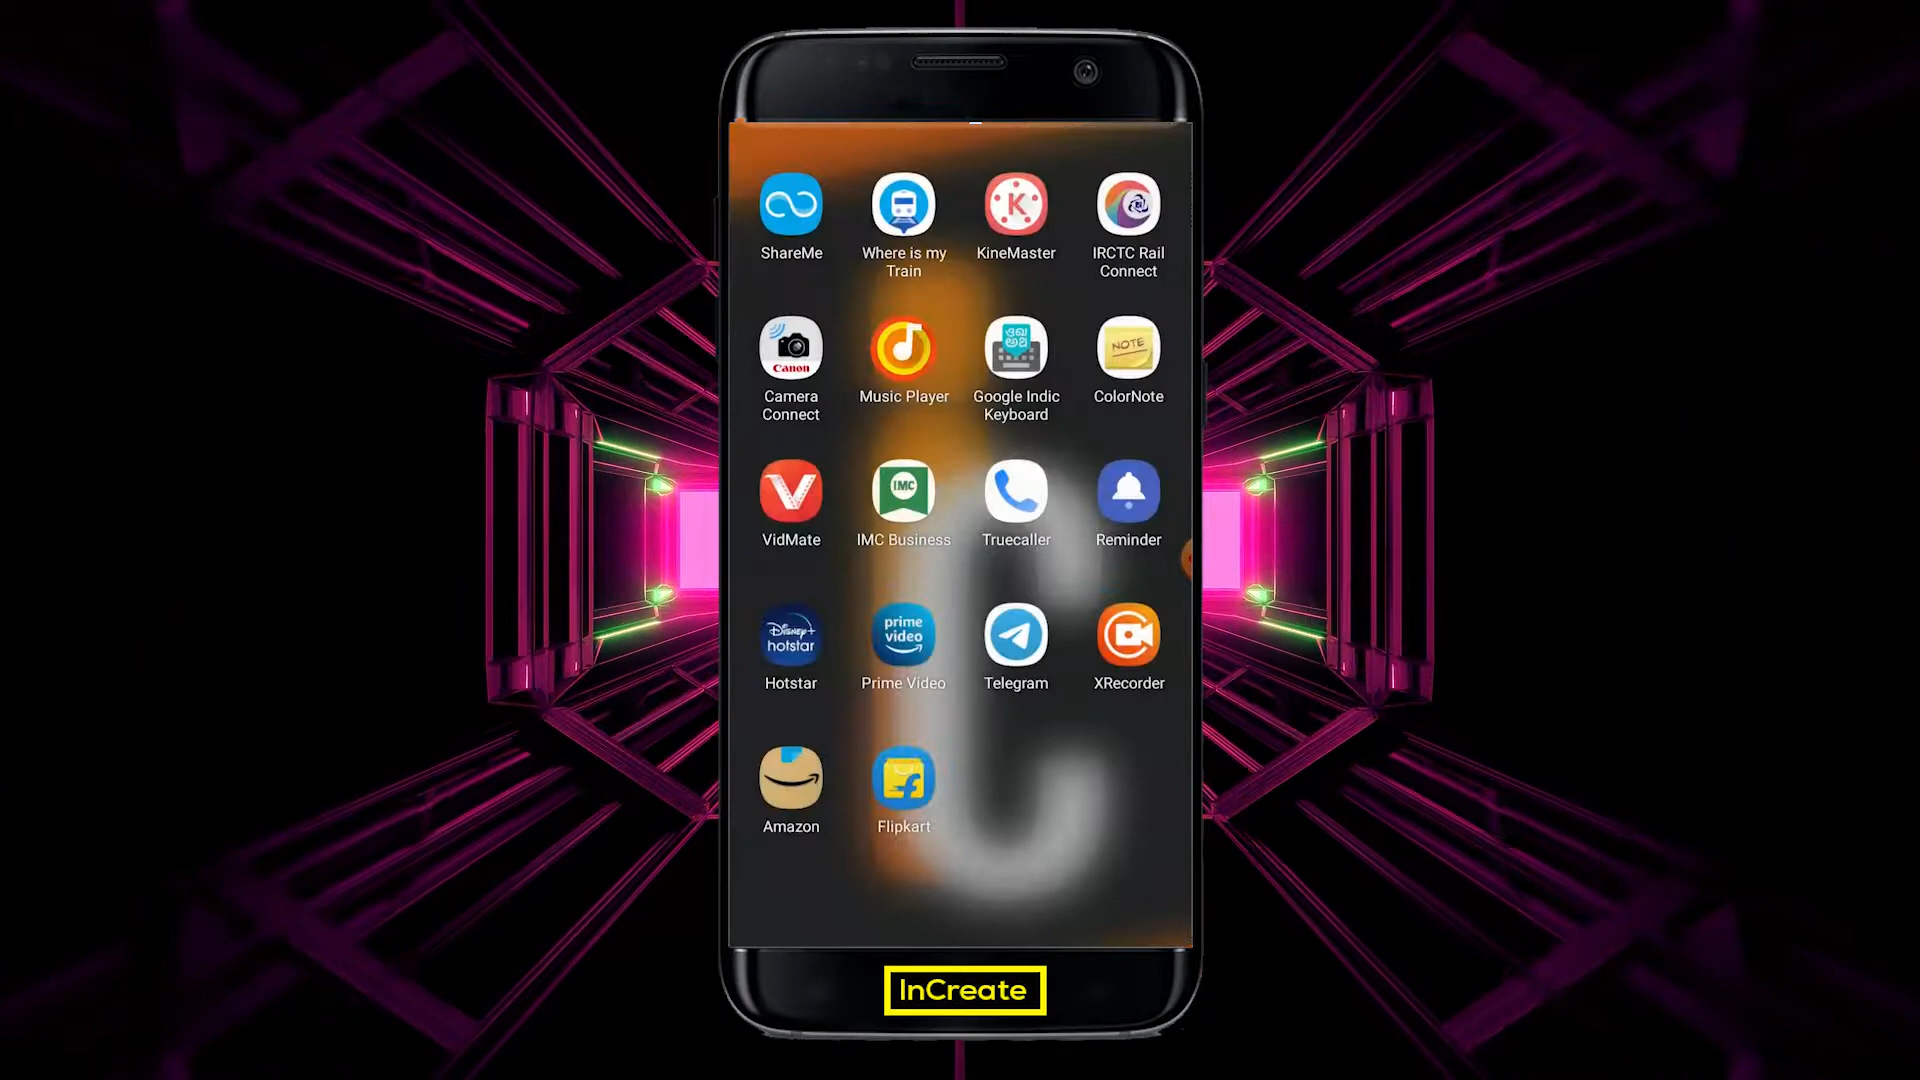 ShareMe
Where is my
Train
K
KineMaster
IRCTC Rail
Connect
Canon
Camera
Connect
Music Player
Google Indic
Keyboard
NOTE
ColorNote
VidMate
IMC
IMC Business
Truecaller
Reminder
Disney+
hotstar
Hotstar
prime
video
Prime Video
Telegram
XRecorder
Amazon
Flipkart
InCreate